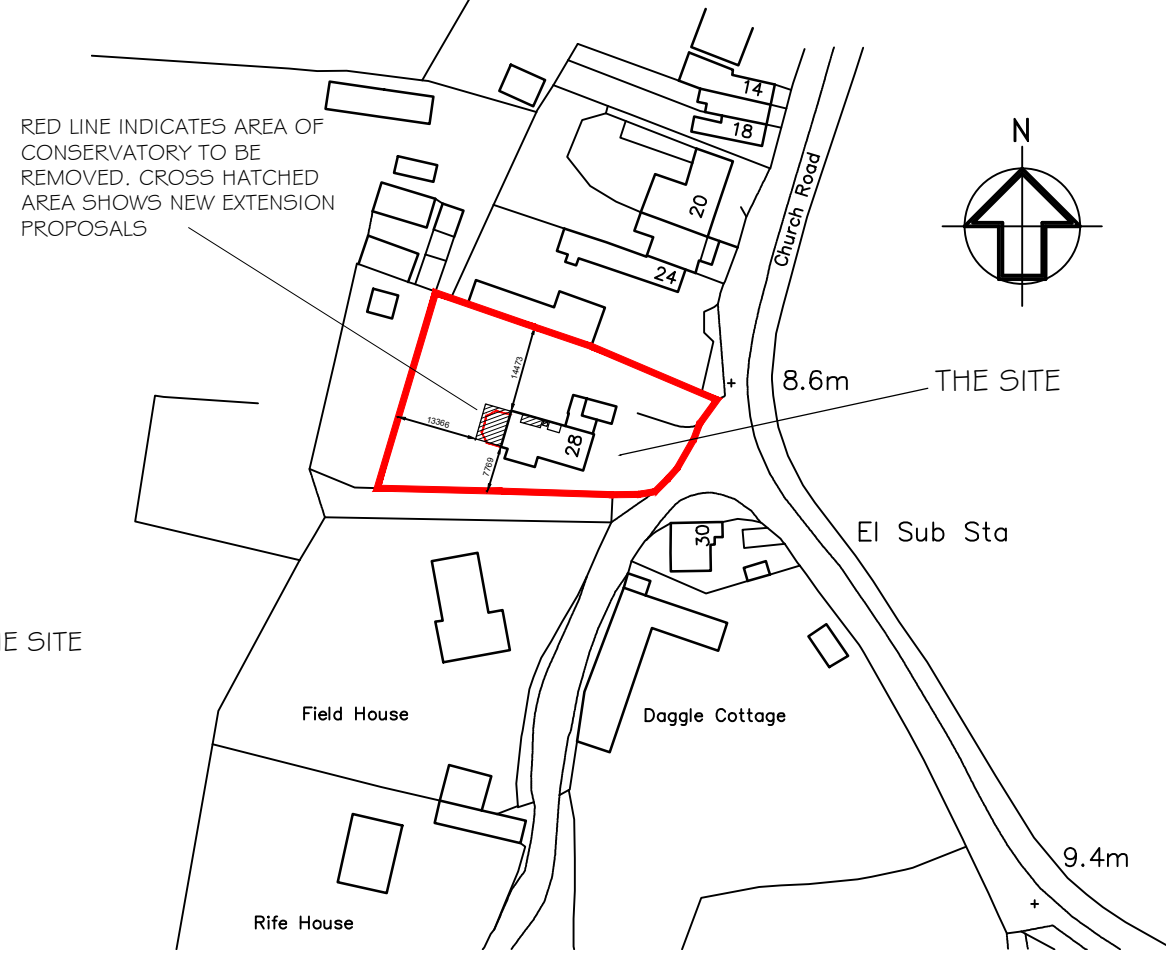 14
18
N
RED LINE INDICATES AREA OF
CONSERVATORY TO BE
REMOVED. CROSS HATCHED
AREA SHOWS NEW EXTENSION
PROPOSALS
20
Church Road
24
14473
8.6m
THE SITE
13366
28
7769
30
El Sub Sta
E SITE
Field House
Daggle Cottage
9.4m
Rife House